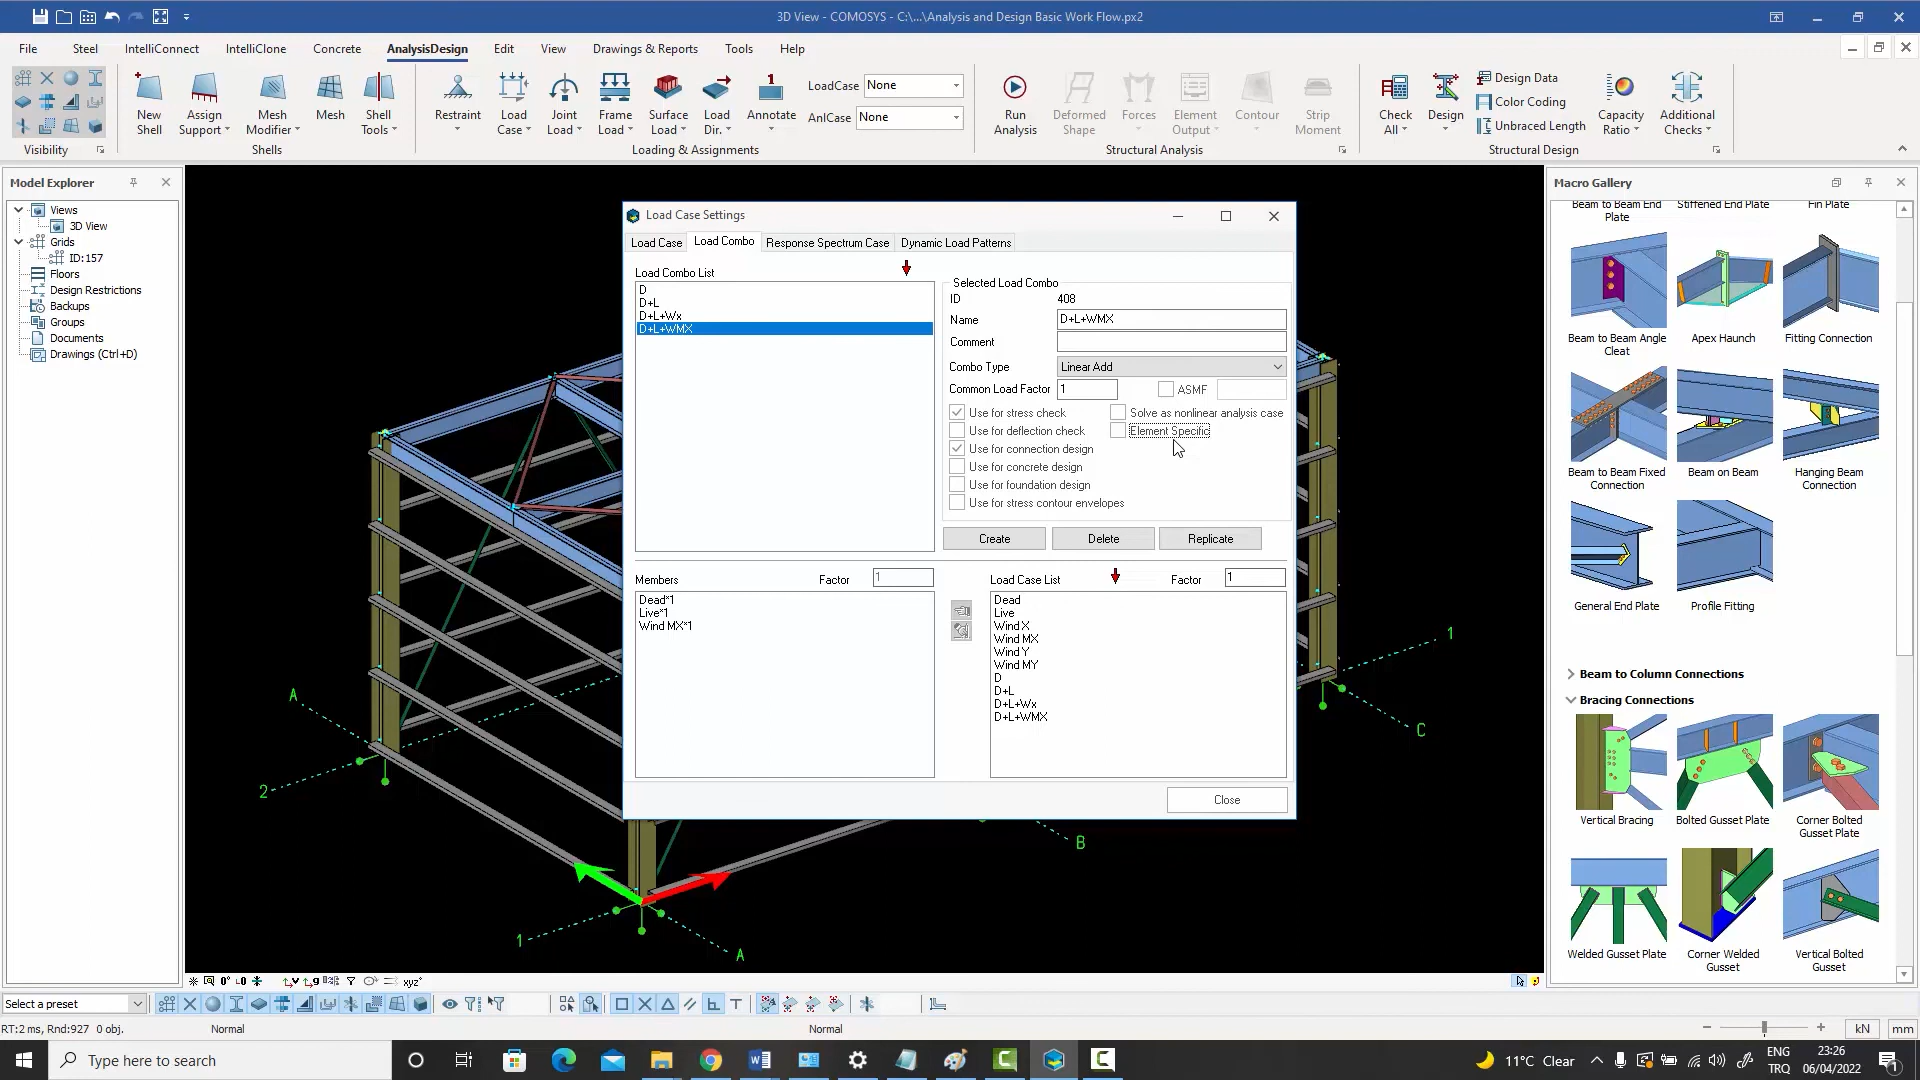 3D View - COMOSYS - C:\...\Analysis and Design Basic Work Flow.px2
File Steel IntelliConnect IntelliClone Concrete AnalysisDesign Edit View Drawings & Reports Tools Help
New Shell
Assign Support
Mesh Modifier
Mesh
Shell Tools
Restraint
Load Case
Joint Load
Frame Load
Surface Load
Load Dir.
Annotate
LoadCase None
AnlCase None
Run Analysis
Deformed Shape
Forces
Element Output
Contour
Strip Moment
Check All
Design
Design Data
Color Coding
Unbraced Length
Capacity Ratio
Additional Checks
Visibility Shells Loading & Assignments Structural Analysis Structural Design
Model Explorer
Views
3D View
Grids
ID:157
Floors
Design Restrictions
Backups
Groups
Documents
Drawings (Ctrl+D)
Load Case Settings
Load Case Load Combo Response Spectrum Case Dynamic Load Patterns
Load Combo List
D
D+L
D+L+Wx
D+L+WMX
Selected Load Combo
ID 408
Name D+L+WMX
Comment
Combo Type Linear Add
Common Load Factor 1 ASMF
Use for stress check Solve as nonlinear analysis case
Use for deflection check Element Specific
Use for connection design
Use for concrete design
Use for foundation design
Use for stress contour envelopes
Create Delete Replicate
Members Factor 1
Dead*1
Live*1
Wind MX*1
Load Case List Factor 1
Dead
Live
Wind X
Wind MX
Wind Y
Wind MY
D
D+L
D+L+Wx
D+L+WMX
Close
A
2
1
A
B
C
1
Macro Gallery
Beam to Beam End Plate
Stiffened End Plate
Fin Plate
Beam to Beam Angle Cleat
Apex Haunch
Fitting Connection
Beam to Beam Fixed Connection
Beam on Beam
Hanging Beam Connection
General End Plate
Profile Fitting
Beam to Column Connections
Bracing Connections
Vertical Bracing
Bolted Gusset Plate
Corner Bolted Gusset Plate
Welded Gusset Plate
Corner Welded Gusset
Vertical Bolted Gusset
Select a preset
RT:2 ms, Rnd:927 0 obj. Normal Normal kN mm
Type here to search
11°C Clear
ENG
TRQ
23:26
06/04/2022
1